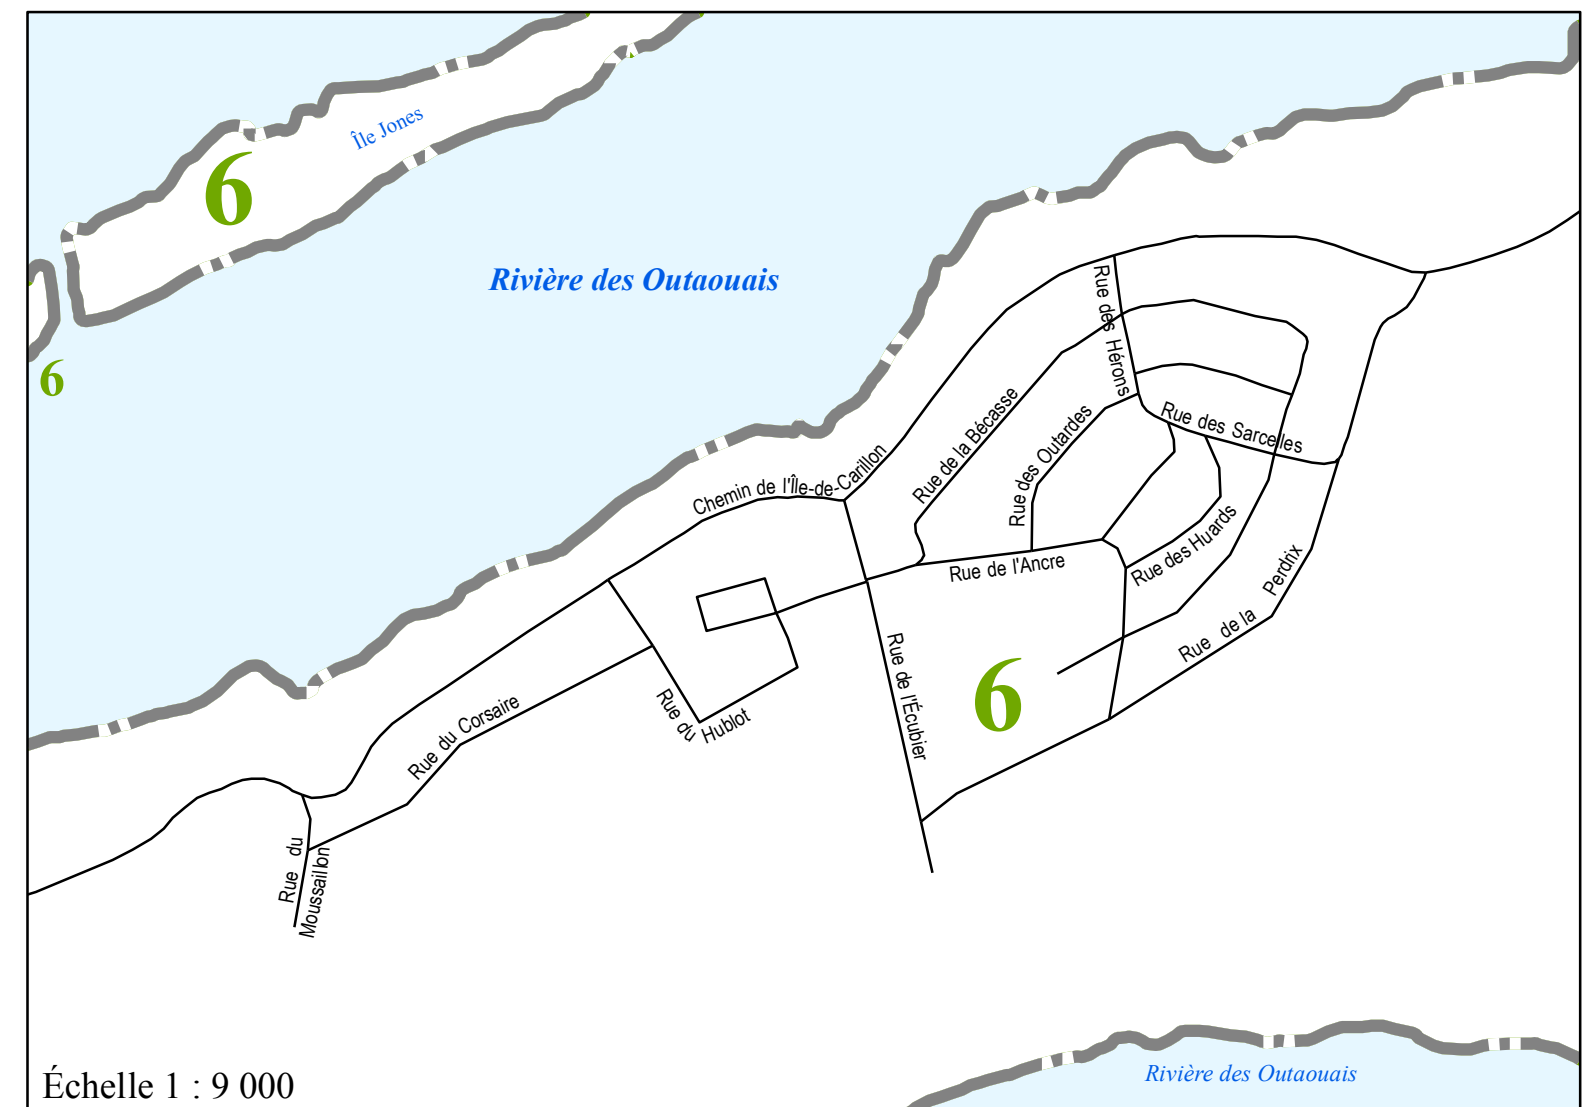 Île Jones
6
Rivière des Outaouais
6
Rue des Hérons
Rue de la Bécasse
Rue des Outardes
Rue des Sarcelles
Chemin de l'Île-de-Carillon
Rue de l'Ancre
Rue des Huards
Rue de la Perdrix
Rue de l'Écubier
6
Rue du Corsaire
Rue du
Hublot
Rue du
Moussaillon
Échelle 1 : 9 000
Rivière des Outaouais